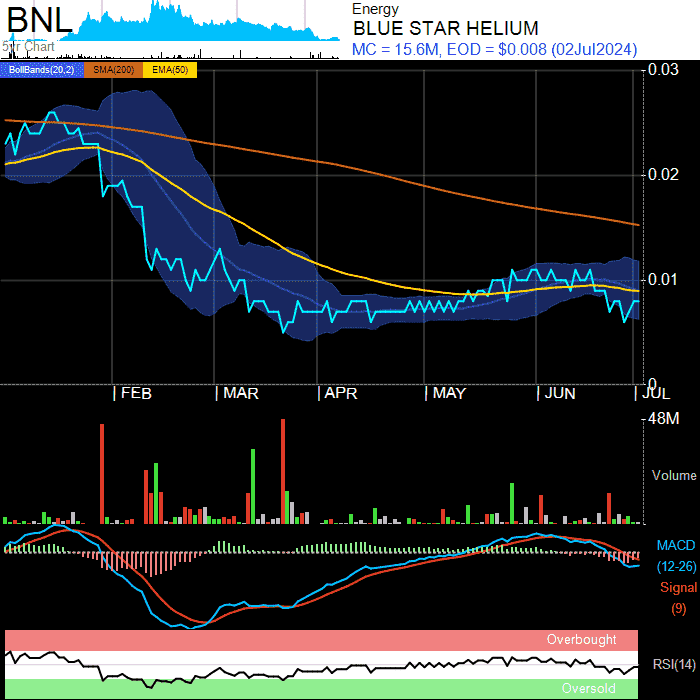 BNL
5yr Chart
Energy
BLUE STAR HELIUM
MC = 15.6M, EOD = $0.008 (02Jul2024)
BollBands(20,2) SMA(200) EMA(50)
0.03
0.02
0.01
0
FEB MAR APR MAY JUN JUL
48M
Volume
MACD
(12-26)
Signal
(9)
Overbought
RSI(14)
Oversold